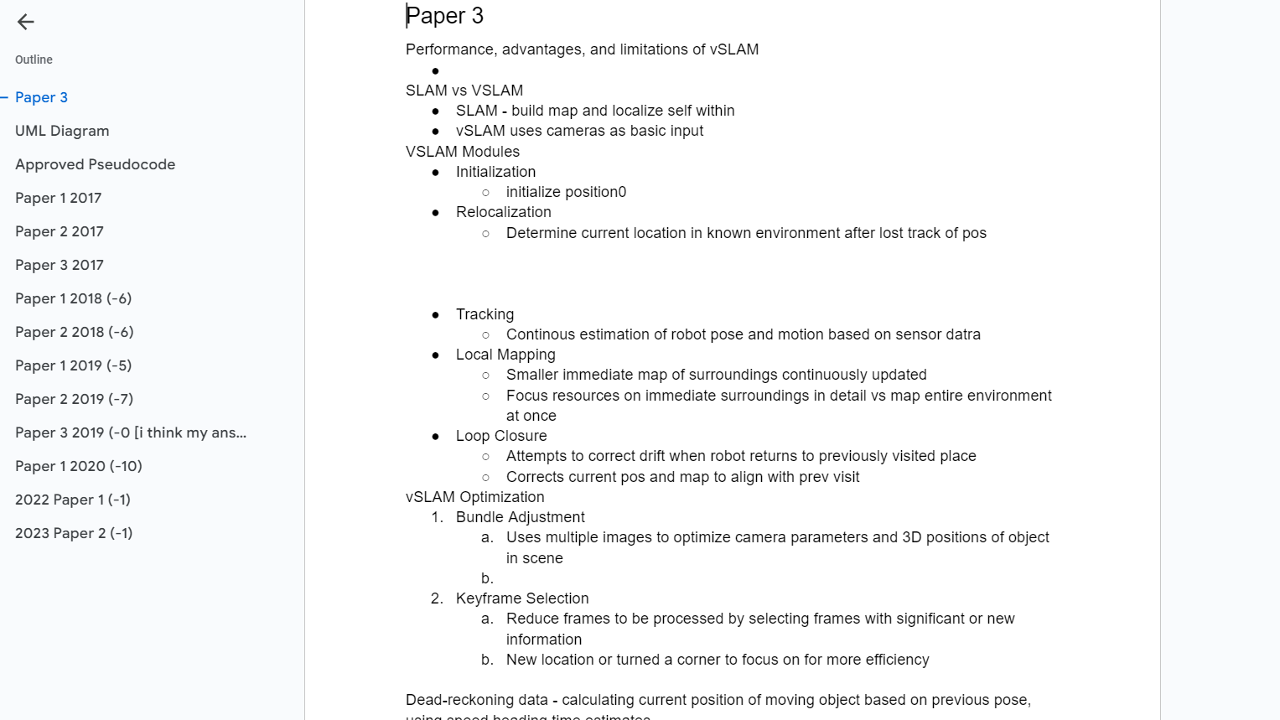 Outline
Paper 3
UML Diagram
Approved Pseudocode
Paper 1 2017
Paper 2 2017
Paper 3 2017
Paper 1 2018 (-6)
Paper 2 2018 (-6)
Paper 1 2019 (-5)
Paper 2 2019 (-7)
Paper 3 2019 (-0 [i think my ans...
Paper 1 2020 (-10)
2022 Paper 1 (-1)
2023 Paper 2 (-1)
Paper 3
Performance, advantages, and limitations of vSLAM
●
SLAM vs VSLAM
● SLAM - build map and localize self within
● vSLAM uses cameras as basic input
VSLAM Modules
● Initialization
○ initialize position0
● Relocalization
○ Determine current location in known environment after lost track of pos
● Tracking
○ Continous estimation of robot pose and motion based on sensor datra
● Local Mapping
○ Smaller immediate map of surroundings continuously updated
○ Focus resources on immediate surroundings in detail vs map entire environment
at once
● Loop Closure
○ Attempts to correct drift when robot returns to previously visited place
○ Corrects current pos and map to align with prev visit
vSLAM Optimization
1. Bundle Adjustment
a. Uses multiple images to optimize camera parameters and 3D positions of object
in scene
b.
2. Keyframe Selection
a. Reduce frames to be processed by selecting frames with significant or new
information
b. New location or turned a corner to focus on for more efficiency
Dead-reckoning data - calculating current position of moving object based on previous pose,
using speed heading time estimates